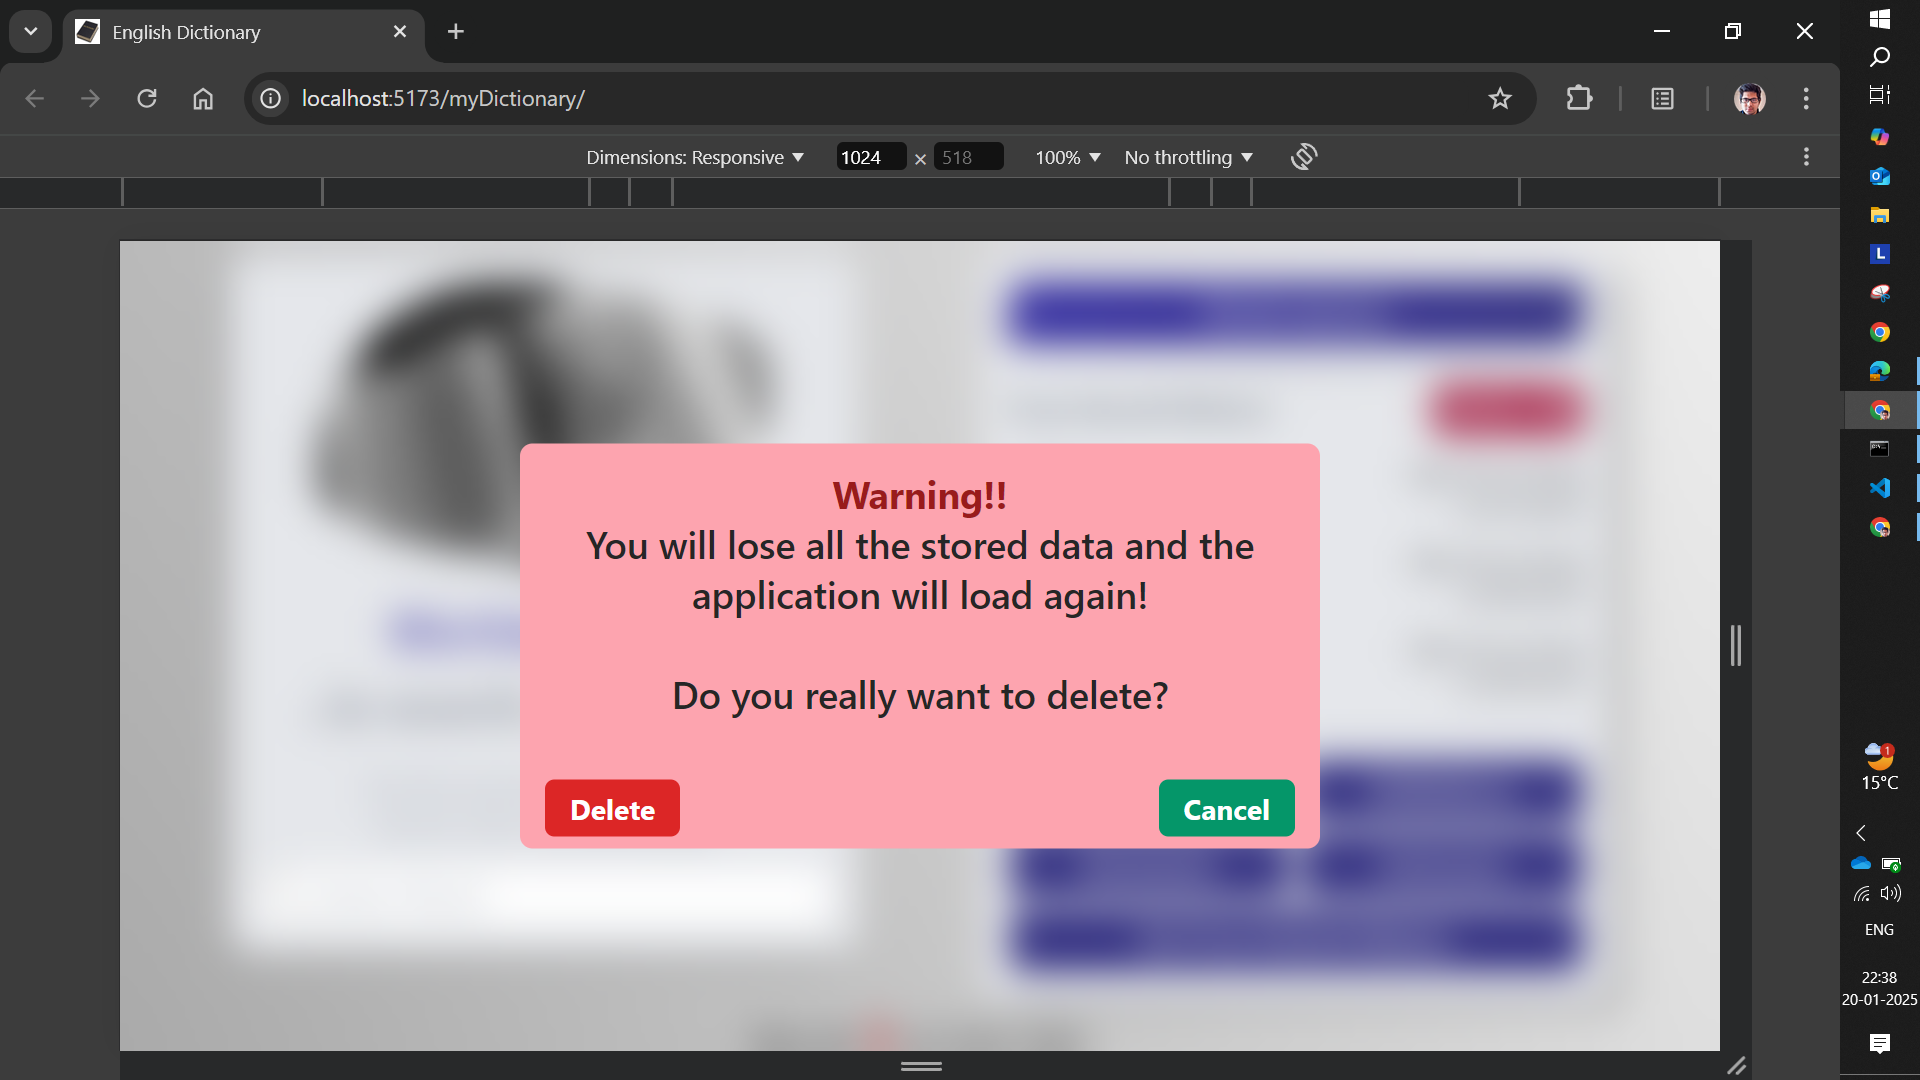 English Dictionary
localhost:5173/myDictionary/
Dimensions: Responsive 1024 × 518 100% No throttling
Warning!!
You will lose all the stored data and the
application will load again!
Do you really want to delete?
Delete
Cancel
L
1
15°C
ENG
22:38
20-01-2025